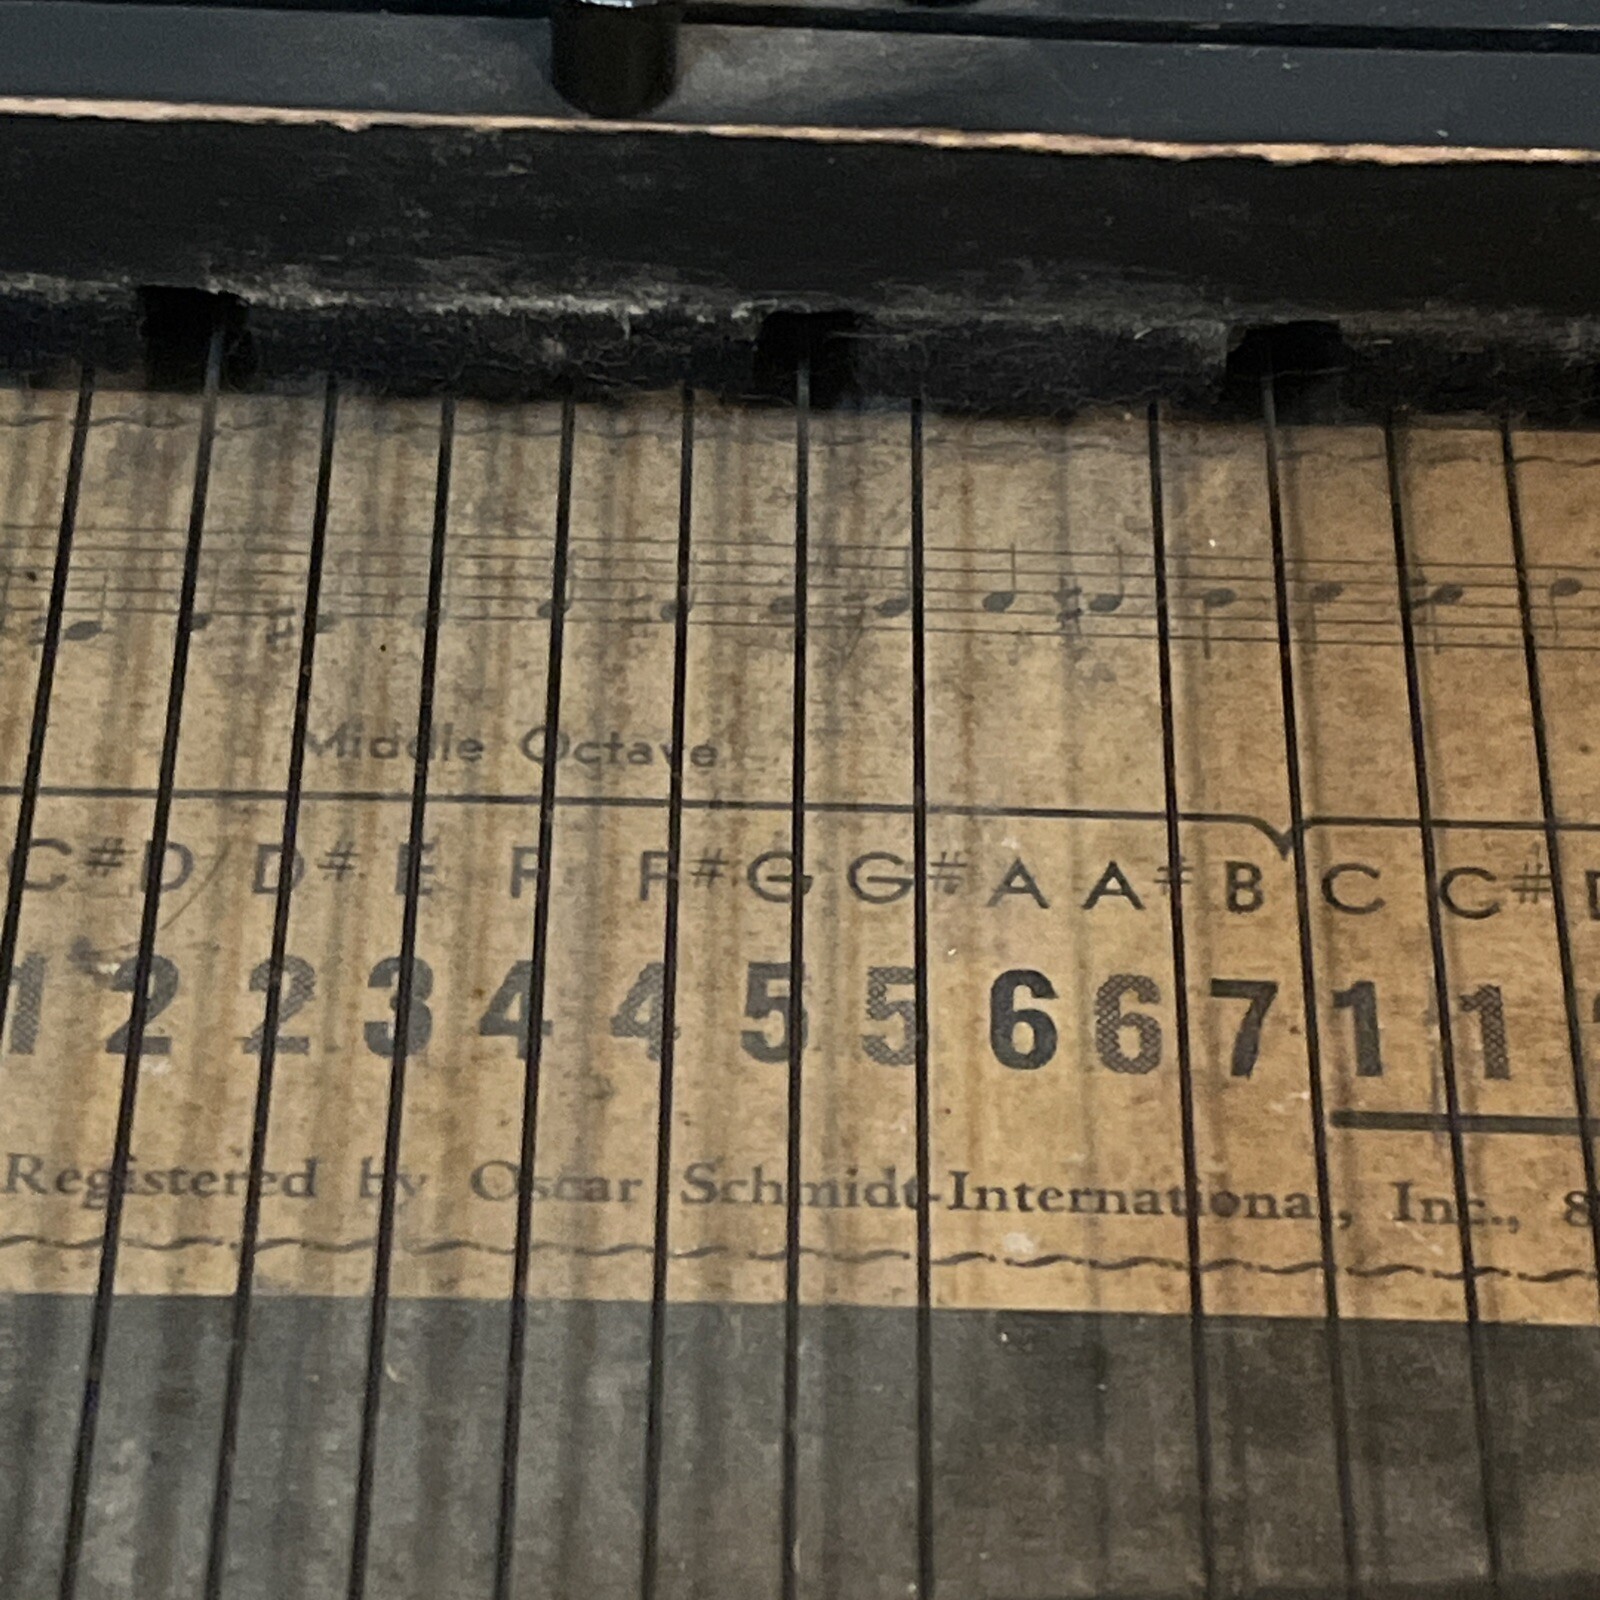 Middle Octave
C# D D# E F F# G G# A A# B C C#
1 2 2 3 4 4 5 5 6 6 7 1 1
Registered by Oscar Schmidt-International, Inc., 8